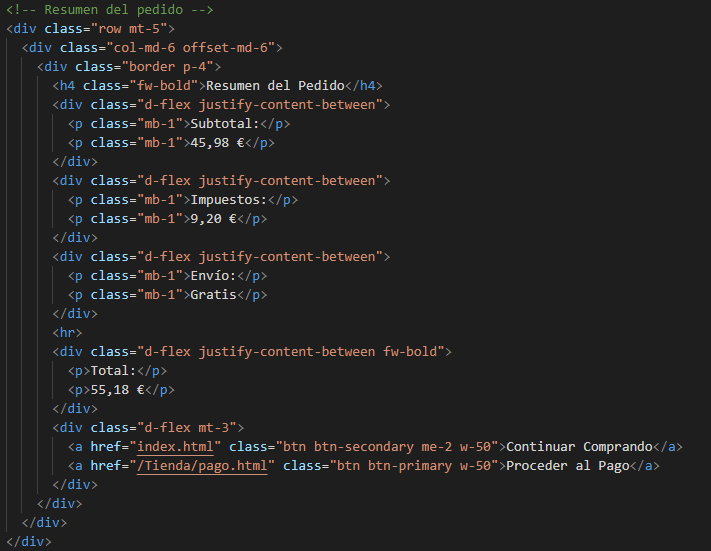 <!-- Resumen del pedido -->
<div class="row mt-5">
<div class="col-md-6 offset-md-6">
<div class="border p-4">
<h4 class="fw-bold">Resumen del Pedido</h4>
<div class="d-flex justify-content-between">
<p class="mb-1">Subtotal:</p>
<p class="mb-1">45,98 €</p>
</div>
<div class="d-flex justify-content-between">
<p class="mb-1">Impuestos:</p>
<p class="mb-1">9,20 €</p>
</div>
<div class="d-flex justify-content-between">
<p class="mb-1">Envío:</p>
<p class="mb-1">Gratis</p>
</div>
<hr>
<div class="d-flex justify-content-between fw-bold">
<p>Total:</p>
<p>55,18 €</p>
</div>
<div class="d-flex mt-3">
<a href="index.html" class="btn btn-secondary me-2 w-50">Continuar Comprando</a>
<a href="/Tienda/pago.html" class="btn btn-primary w-50">Proceder al Pago</a>
</div>
</div>
</div>
</div>